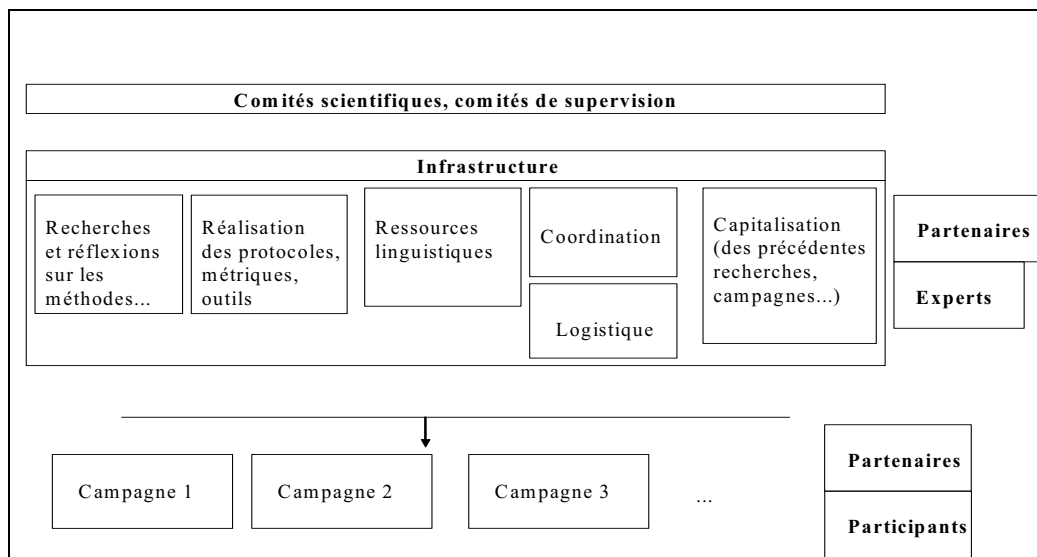 Comités scientifiques, comités de supervision
Infrastructure
Recherches
et réflexions
sur les
méthodes...
Réalisation
des protocoles,
métriques,
outils
Ressources
linguistiques
Coordination
Logistique
Capitalisation
(des précédentes
recherches,
campagnes...)
Partenaires
Experts
Campagne 1
Campagne 2
Campagne 3
...
Partenaires
Participants